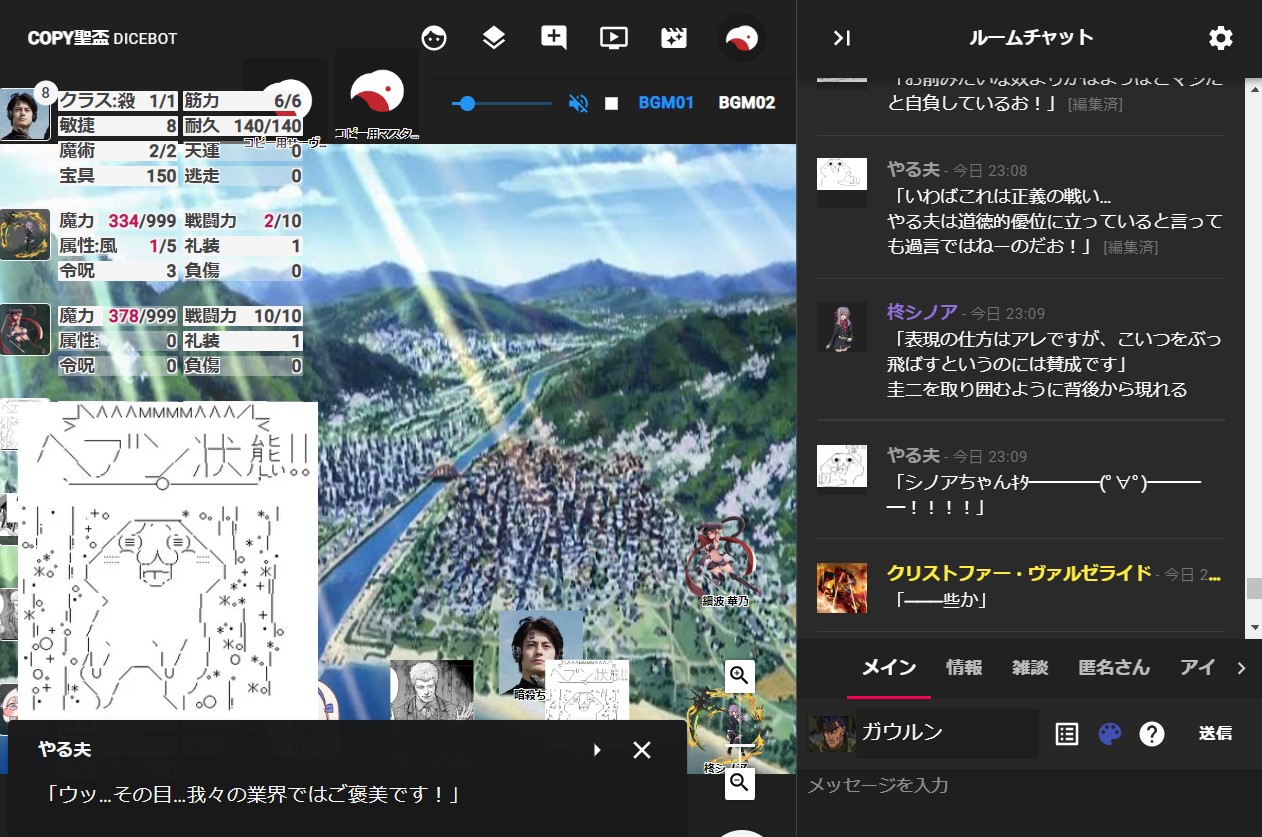 COPY聖盃 DICEBOT
BGM01 BGM02
コピー用マスタ...
8
クラス:殺 1/1 筋力 6/6
敏捷 8 耐久 140/140
魔術 2/2 天運 0
宝具 150 逃走 0
魔力 334/999 戦闘力 2/10
属性:風 1/5 礼装 1
令呪 3 負傷 0
魔力 378/999 戦闘力 10/10
属性: 0 礼装 1
令呪 0 負傷 0
ヘブン状態!!
細波 華乃
暗殺ち
柊シノア
やる夫
「ウッ...その目...我々の業界ではご褒美です！」
ルームチャット
「お前みたいな奴よりかはよっぽどマシだ
と自負しているお！」 [編集済]
やる夫 - 今日 23:08
「いわばこれは正義の戦い...
やる夫は道徳的優位に立っていると言って
も過言ではねーのだお！」 [編集済]
柊シノア - 今日 23:09
「表現の仕方はアレですが、こいつをぶっ
飛ばすというのには賛成です」
圭二を取り囲むように背後から現れる
やる夫 - 今日 23:09
「シノアちゃんｷﾀ━━━━(ﾟ∀ﾟ)━━━
━！！！！」
クリストファー・ヴァルゼライド - 今日 2...
「――些か」
メイン 情報 雑談 匿名さん アイ
ガウルン
送信
メッセージを入力